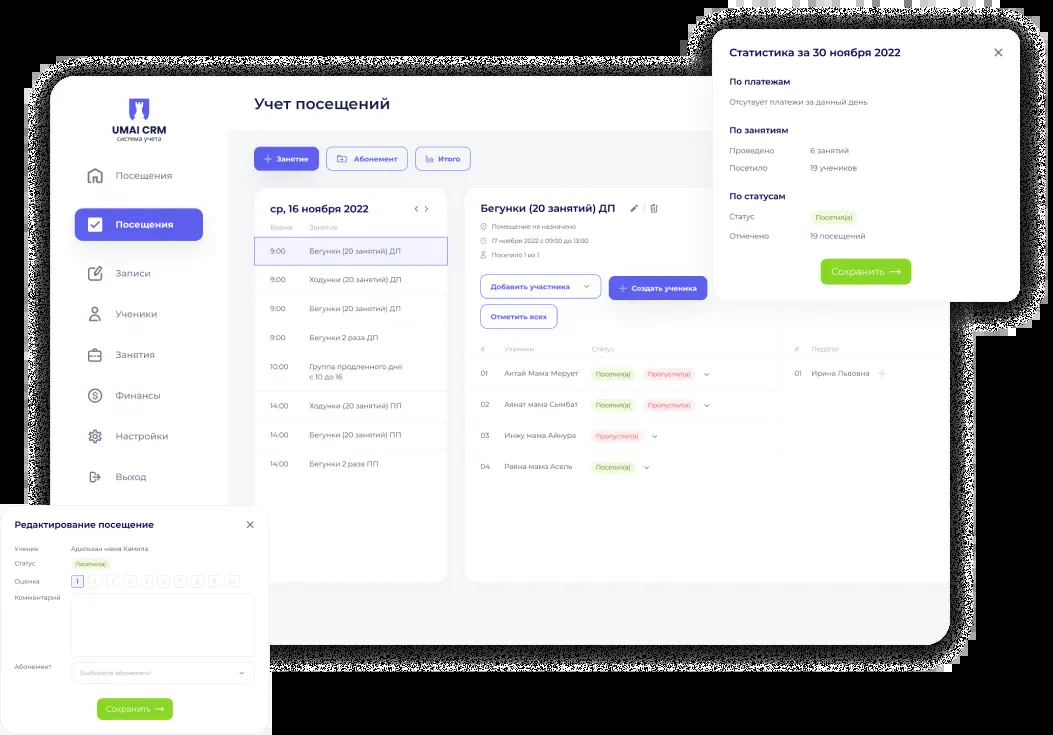 Статистика за 30 ноября 2022
По платежам
Отсутвует платежи за данный день
По занятиям
Проведено 6 занятий
Посетило 19 учеников
По статусам
Статус Посетил(а)
Отмечено 19 посещений
Сохранить
UMAI CRM
система учета
Посещения
Посещения
Записи
Ученики
Занятия
Финансы
Настройки
Выход
Учет посещений
Занятие Абонемент Итого
ср, 16 ноября 2022
Время Занятие
9:00 Бегунки (20 занятий) ДП
9:00 Ходунки (20 занятий) ДП
9:00 Бегунки (20 занятий) ДП
9:00 Бегунки 2 раза ДП
10:00 Группа продленного дня
с 10 до 16
14:00 Ходунки (20 занятий) ПП
14:00 Бегунки (20 занятий) ПП
14:00 Бегунки 2 раза ПП
Бегунки (20 занятий) ДП
Помещение не назначено
17 ноября 2022 с 09:00 до 13:00
Посетило 1 из 1
Добавить участника Создать ученика
Отметить всех
# Ученики Статус
01 Актай Мама Мерует Посетил(а) Пропустил(а)
02 Аянат мама Сымбат Посетил(а) Пропустил(а)
03 Инжу мама Айнура Пропустил(а)
04 Раяна мама Асель Посетил(а)
# Педагог
01 Ирина Львовна
Редактирование посещение
Ученик Адильхан мама Камила
Статус Посетил(а)
Оценка 1 2 3 4 5 6 7 8 9 10
Комментарий
Абонемент Выберите абонемент
Сохранить